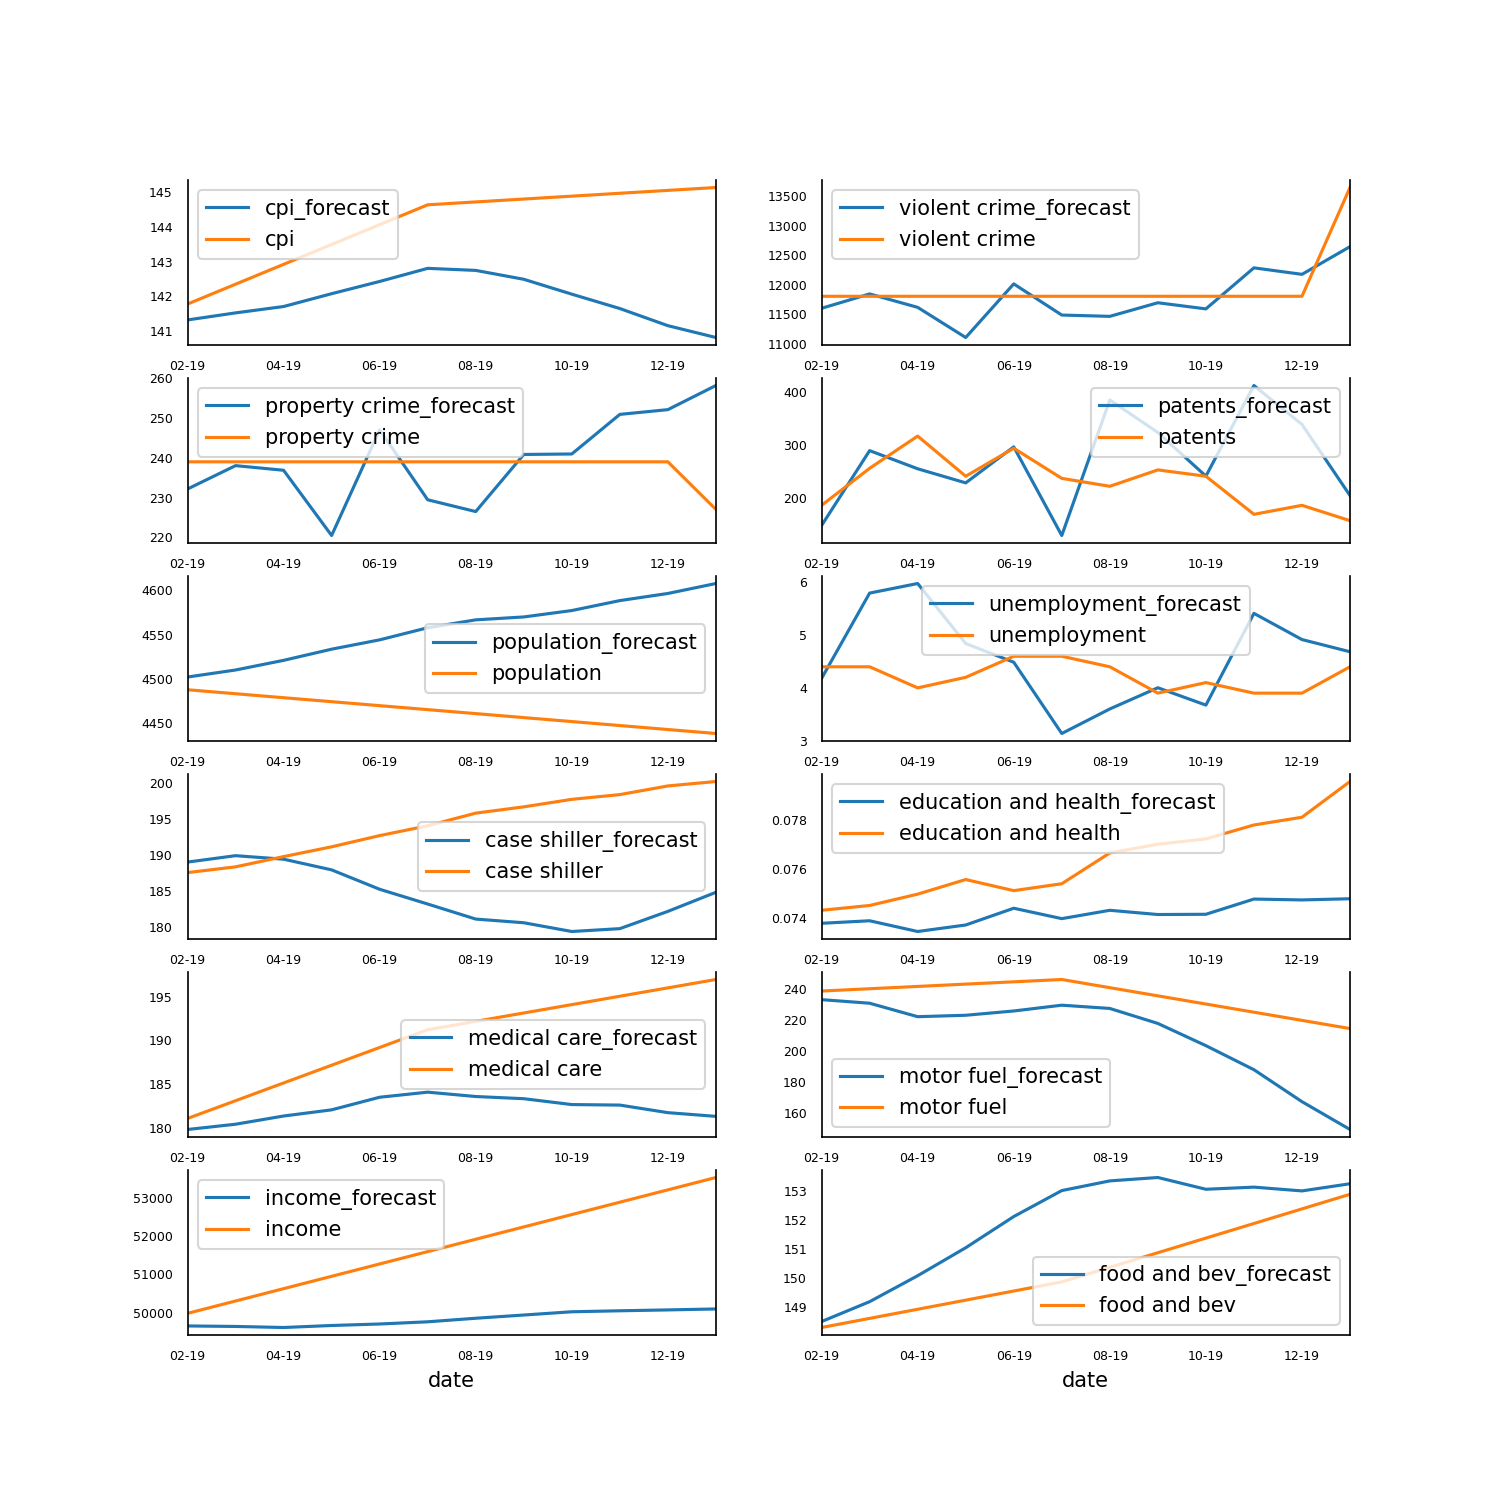 145
144
143
142
141
cpi_forecast
cpi
02-19 04-19 06-19 08-19 10-19 12-19
13500
13000
12500
12000
11500
11000
violent crime_forecast
violent crime
02-19 04-19 06-19 08-19 10-19 12-19
260
250
240
230
220
property crime_forecast
property crime
02-19 04-19 06-19 08-19 10-19 12-19
400
300
200
patents_forecast
patents
02-19 04-19 06-19 08-19 10-19 12-19
4600
4550
4500
4450
population_forecast
population
02-19 04-19 06-19 08-19 10-19 12-19
6
5
4
3
unemployment_forecast
unemployment
02-19 04-19 06-19 08-19 10-19 12-19
200
195
190
185
180
case shiller_forecast
case shiller
02-19 04-19 06-19 08-19 10-19 12-19
0.078
0.076
0.074
education and health_forecast
education and health
02-19 04-19 06-19 08-19 10-19 12-19
195
190
185
180
medical care_forecast
medical care
02-19 04-19 06-19 08-19 10-19 12-19
240
220
200
180
160
motor fuel_forecast
motor fuel
02-19 04-19 06-19 08-19 10-19 12-19
53000
52000
51000
50000
income_forecast
income
02-19 04-19 06-19 08-19 10-19 12-19
date
153
152
151
150
149
food and bev_forecast
food and bev
02-19 04-19 06-19 08-19 10-19 12-19
date